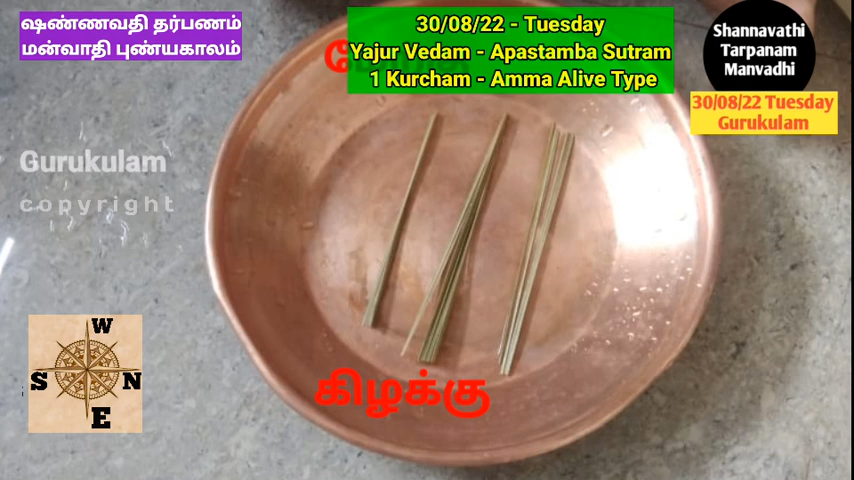 ஷண்ணவதி தர்பணம்
மன்வாதி புண்யகாலம்
30/08/22 - Tuesday
Yajur Vedam - Apastamba Sutram
1 Kurcham - Amma Alive Type
Shannavathi
Tarpanam
Manvadhi
30/08/22 Tuesday
Gurukulam
Gurukulam
copyright
W
S N
E
கிழக்கு